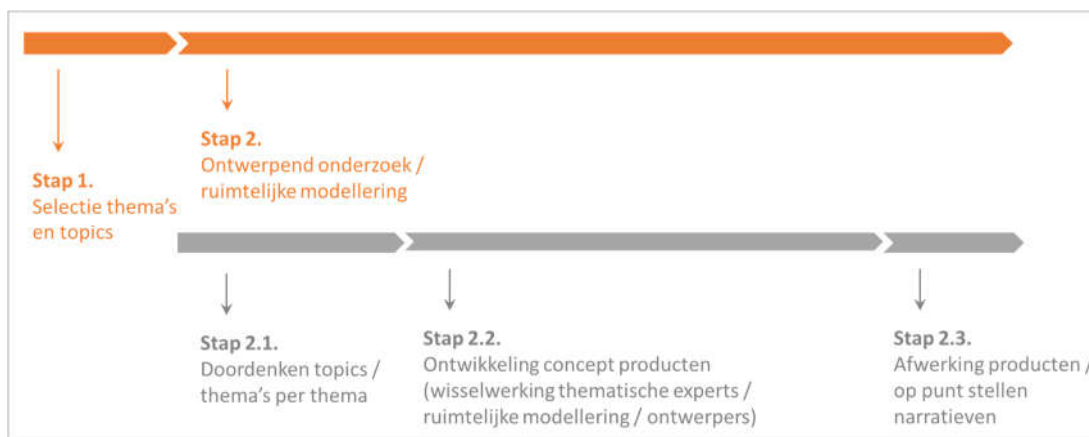 Stap 1.
Selectie thema's
en topics
Stap 2.
Ontwerpend onderzoek /
ruimtelijke modellering
Stap 2.1.
Doordenken topics /
thema's per thema
Stap 2.2.
Ontwikkeling concept producten
(wisselwerking thematische experts /
ruimtelijke modellering / ontwerpers)
Stap 2.3.
Afwerking producten /
op punt stellen
narratieven